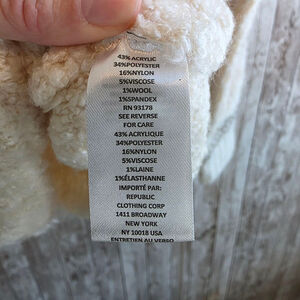 43% ACRYLIC
34%POLYESTER
16%NYLON
5%VISCOSE
1%WOOL
1%SPANDEX
RN 93178
SEE REVERSE
FOR CARE
43% ACRYLIQUE
34%POLYESTER
16%NYLON
5%VISCOSE
1%LAINE
1%ÉLASTHANNE
IMPORTÉ PAR:
REPUBLIC
CLOTHING CORP
1411 BROADWAY
NEW YORK
NY 10018 USA
ENTRETIEN AU VERSO